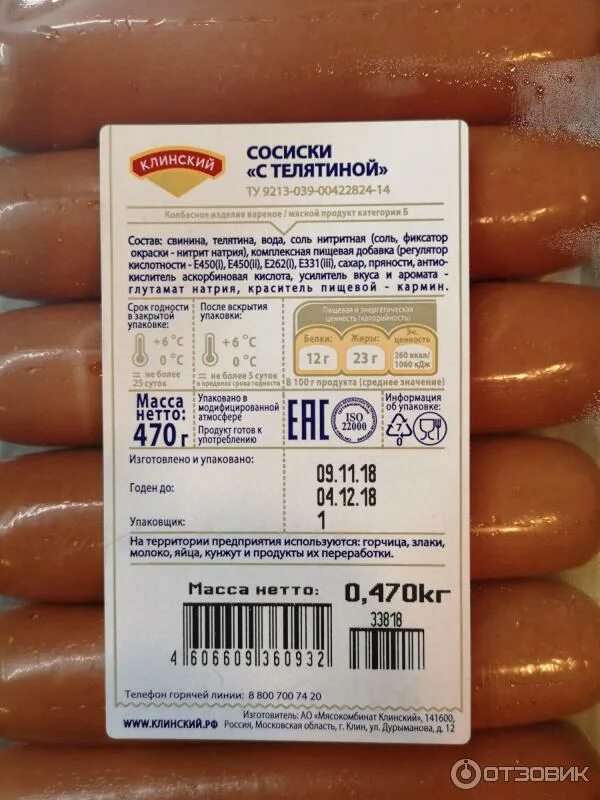 КЛИНСКИЙ
СОСИСКИ
«С ТЕЛЯТИНОЙ»
ТУ 9213-039-00422824-14
Колбасное изделие вареное / мясной продукт категории Б
Состав: свинина, телятина, вода, соль нитритная (соль, фиксатор
окраски - нитрит натрия), комплексная пищевая добавка (регулятор
кислотности - Е450(i), Е450(ii), Е262(i), Е331(iii), сахар, пряности, антио-
кислитель аскорбиновая кислота, усилитель вкуса и аромата -
глутамат натрия, краситель пищевой - кармин.
Срок годности
в закрытой
упаковке:
+6 °C
0 °C
не более
25 суток
После вскрытия
упаковки:
+6 °C
0 °C
не более 5 суток
в пределах срока годности
Пищевая и энергетическая
ценность (калорийность)
Белки:
12 г
Жиры:
23 г
Эн.
ценность
260 ккал/
1060 кДж
В 100 г продукта (среднее значение)
Масса
нетто:
470 г
Упаковано в
модифицированной
атмосфере
Продукт готов к
употреблению
EAC
ISO
22000
Информация
об упаковке:
Изготовлено и упаковано:
09.11.18
Годен до:
04.12.18
Упаковщик:
1
На территории предприятия используются: горчица, злаки,
молоко, яйца, кунжут и продукты их переработки.
Масса нетто: 0,470кг
33818
4 606609 360932
Телефон горячей линии: 8 800 700 74 20
WWW.КЛИНСКИЙ.РФ
Изготовитель: АО «Мясокомбинат Клинский», 141600,
Россия, Московская область, г. Клин, ул. Дурыманова, д. 12
ОТЗОВИК